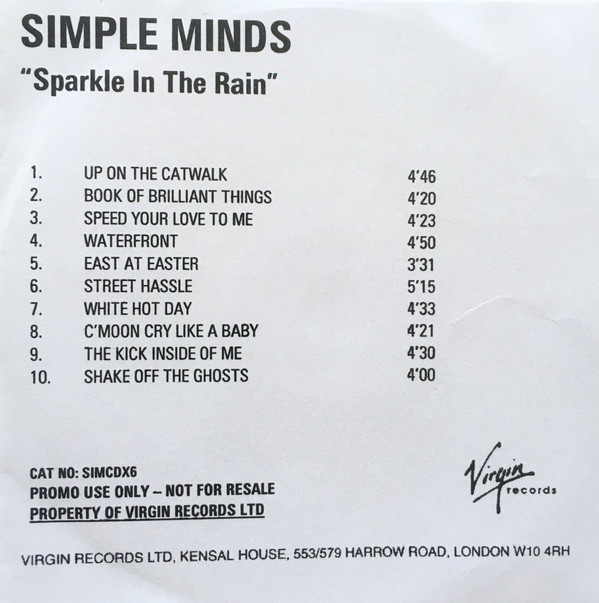 SIMPLE MINDS
“Sparkle In The Rain”
1. UP ON THE CATWALK 4'46
2. BOOK OF BRILLIANT THINGS 4'20
3. SPEED YOUR LOVE TO ME 4'23
4. WATERFRONT 4'50
5. EAST AT EASTER 3'31
6. STREET HASSLE 5'15
7. WHITE HOT DAY 4'33
8. C'MOON CRY LIKE A BABY 4'21
9. THE KICK INSIDE OF ME 4'30
10. SHAKE OFF THE GHOSTS 4'00
CAT NO: SIMCDX6
PROMO USE ONLY – NOT FOR RESALE
PROPERTY OF VIRGIN RECORDS LTD
Virgin
records
VIRGIN RECORDS LTD, KENSAL HOUSE, 553/579 HARROW ROAD, LONDON W10 4RH